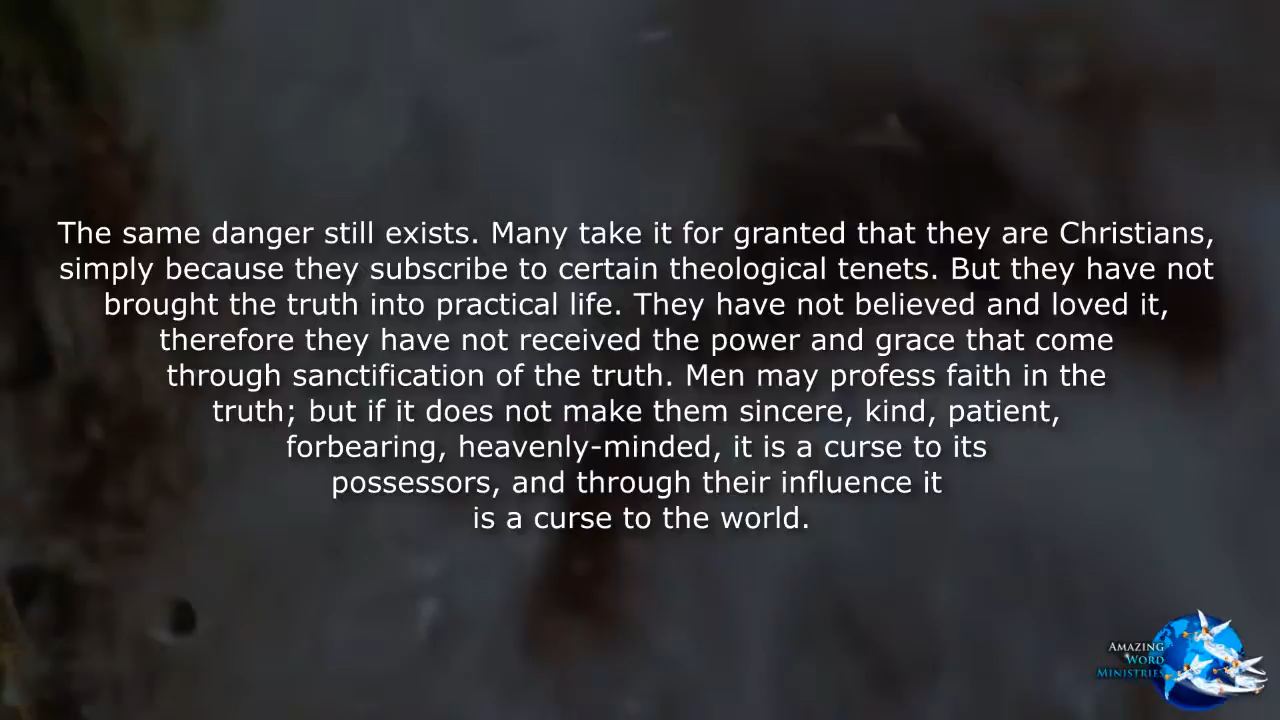 The same danger still exists. Many take it for granted that they are Christians,
simply because they subscribe to certain theological tenets. But they have not
brought the truth into practical life. They have not believed and loved it,
therefore they have not received the power and grace that come
through sanctification of the truth. Men may profess faith in the
truth; but if it does not make them sincere, kind, patient,
forbearing, heavenly-minded, it is a curse to its
possessors, and through their influence it
is a curse to the world.
AMAZING
WORD
MINISTRIES